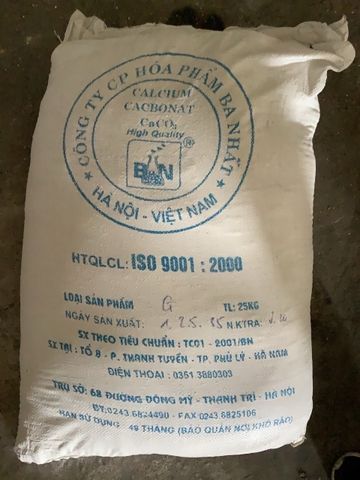 CÔNG TY CP HÓA PHẨM BA NHẤT
CALCIUM
CACBONAT
CaCO3
High Quality
®
BN
HÀ NỘI - VIỆT NAM
HTQLCL: ISO 9001 : 2000
LOẠI SẢN PHẨM G TL: 25KG
NGÀY SẢN XUẤT: N KTRA:
SX THEO TIÊU CHUẨN : TC01 - 2001/BN
SX TẠI : TỔ 8 - P. THANH TUYỀN - TP. PHỦ LÝ - HÀ NAM
ĐIỆN THOẠI : 0351 3880303
TRỤ SỞ: 68 ĐƯỜNG ĐÔNG MỸ - THANH TRÌ - HÀ NỘI
ĐT:0243 6824490 - FAX 0243 6825106
HẠN SỬ DỤNG 48 THÁNG (BẢO QUẢN NƠI KHÔ RÁO)